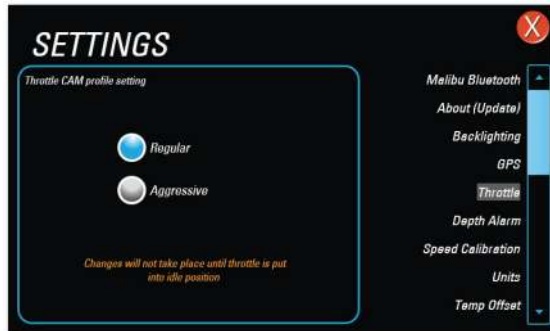 SETTINGS
X
Throttle CAM profile setting
Regular
Aggressive
Changes will not take place until throttle is put
into idle position
Malibu Bluetooth
About (Update)
Backlighting
GPS
Throttle
Depth Alarm
Speed Calibration
Units
Temp Offset